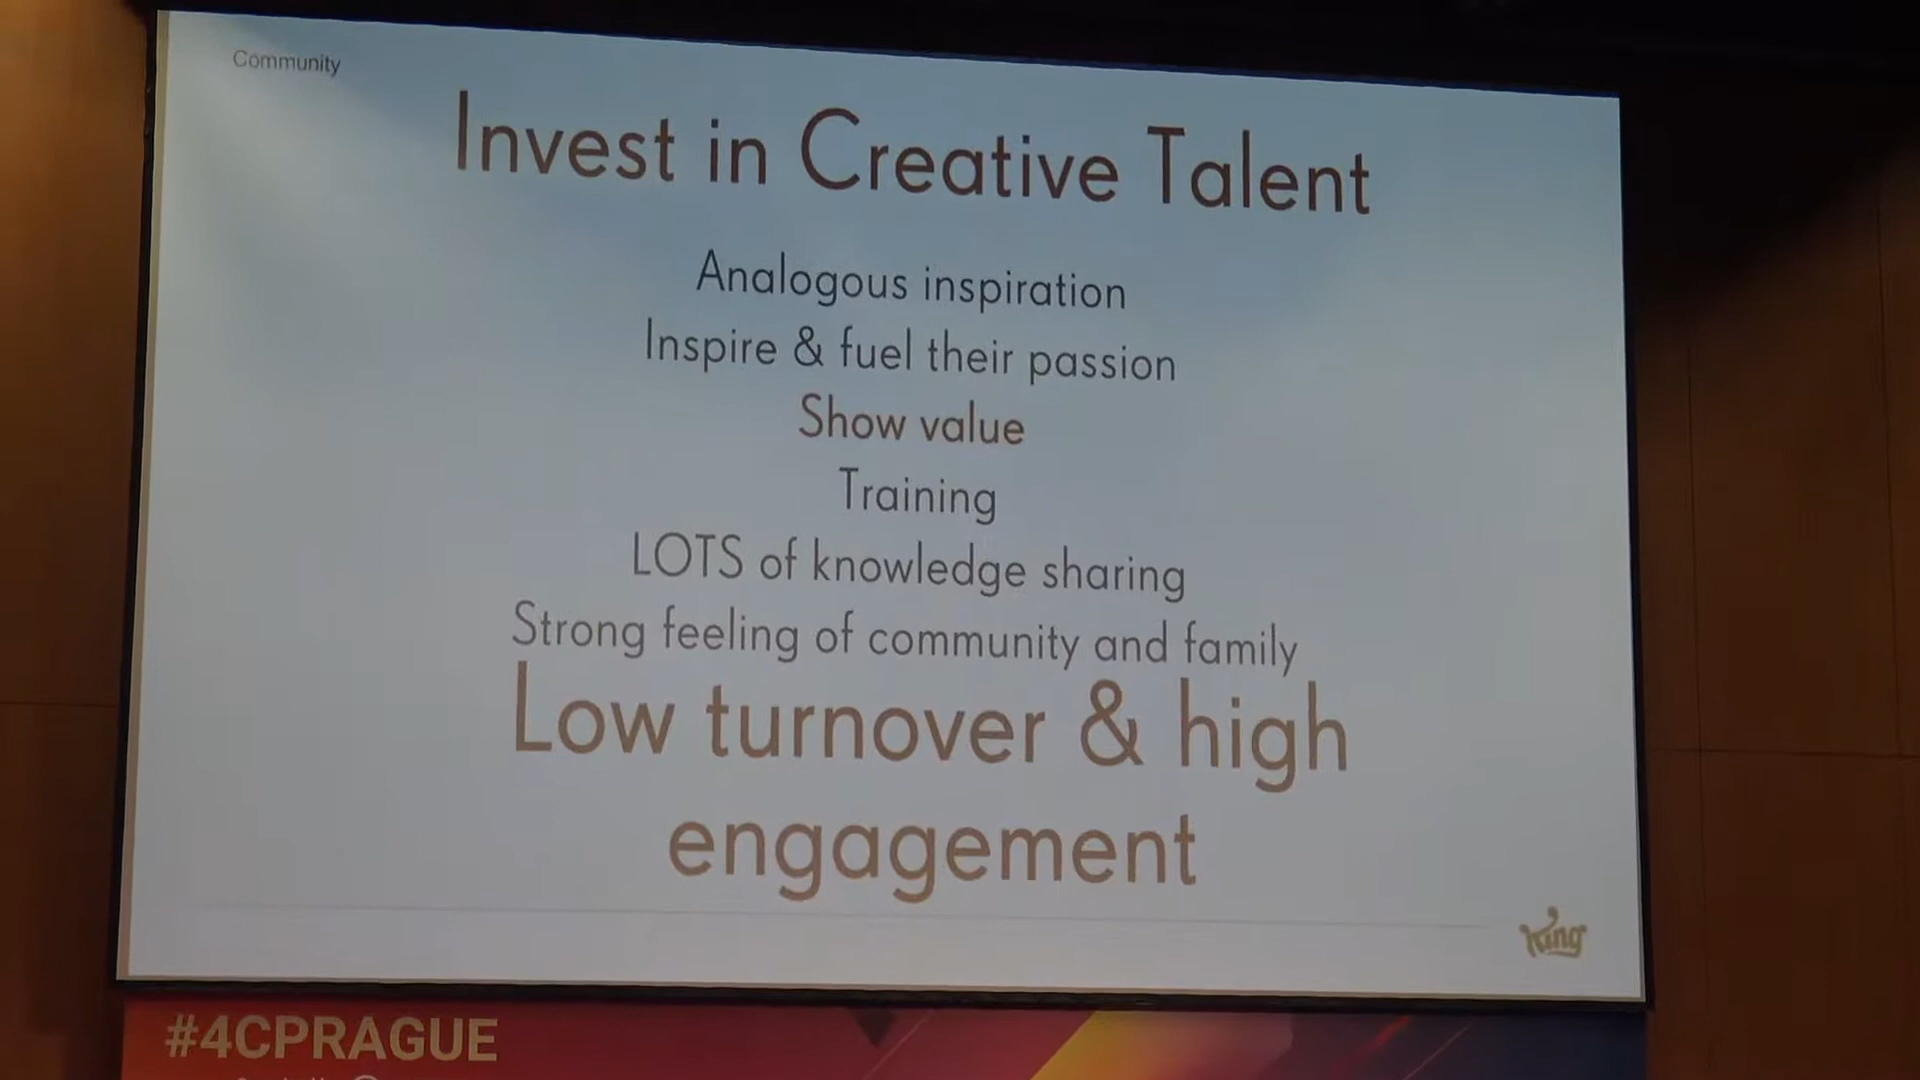 Community
Invest in Creative Talent
Analogous inspiration
Inspire & fuel their passion
Show value
Training
LOTS of knowledge sharing
Strong feeling of community and family
Low turnover & high
engagement
King
#4CPRAGUE